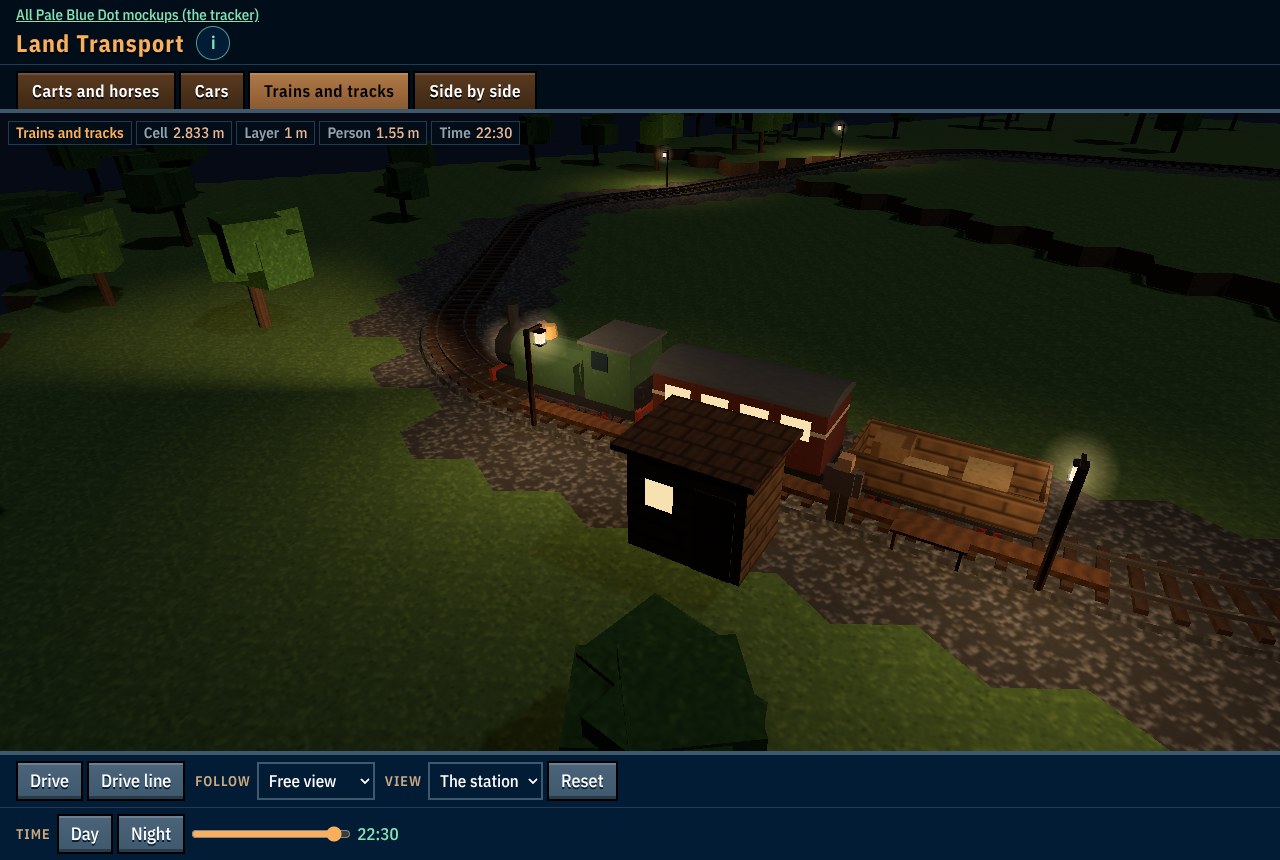 All Pale Blue Dot mockups (the tracker)
Land Transport i
Carts and horses Cars Trains and tracks Side by side
Trains and tracks Cell 2.833 m Layer 1 m Person 1.55 m Time 22:30
Drive Drive line FOLLOW Free view VIEW The station Reset
TIME Day Night 22:30